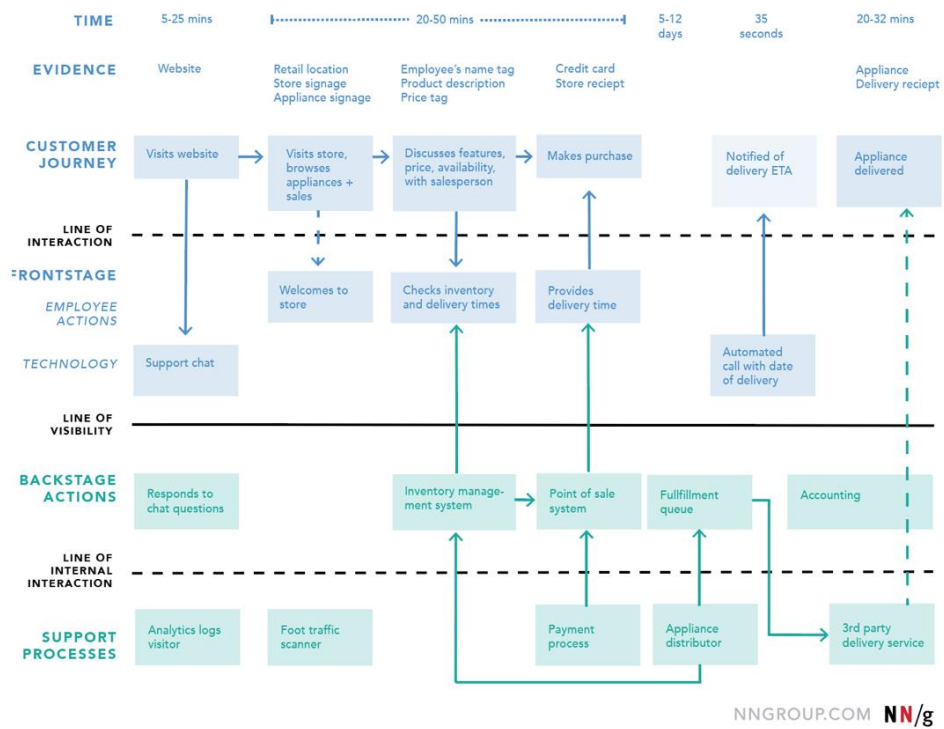 TIME
5-25 mins
20-50 mins
5-12
days
35
seconds
20-32 mins
EVIDENCE
Website
Retail location
Store signage
Appliance signage
Employee's name tag
Product description
Price tag
Credit card
Store reciept
Appliance
Delivery reciept
CUSTOMER
JOURNEY
Visits website
Visits store,
browses
appliances +
sales
Discusses features,
price, availability,
with salesperson
Makes purchase
Notified of
delivery ETA
Appliance
delivered
LINE OF
INTERACTION
FRONTSTAGE
EMPLOYEE
ACTIONS
Welcomes to
store
Checks inventory
and delivery times
Provides
delivery time
TECHNOLOGY
Support chat
Automated
call with date
of delivery
LINE OF
VISIBILITY
BACKSTAGE
ACTIONS
Responds to
chat questions
Inventory manage-
ment system
Point of sale
system
Fullfillment
queue
Accounting
LINE OF
INTERNAL
INTERACTION
SUPPORT
PROCESSES
Analytics logs
visitor
Foot traffic
scanner
Payment
process
Appliance
distributor
3rd party
delivery service
NNGROUP.COM NN/g